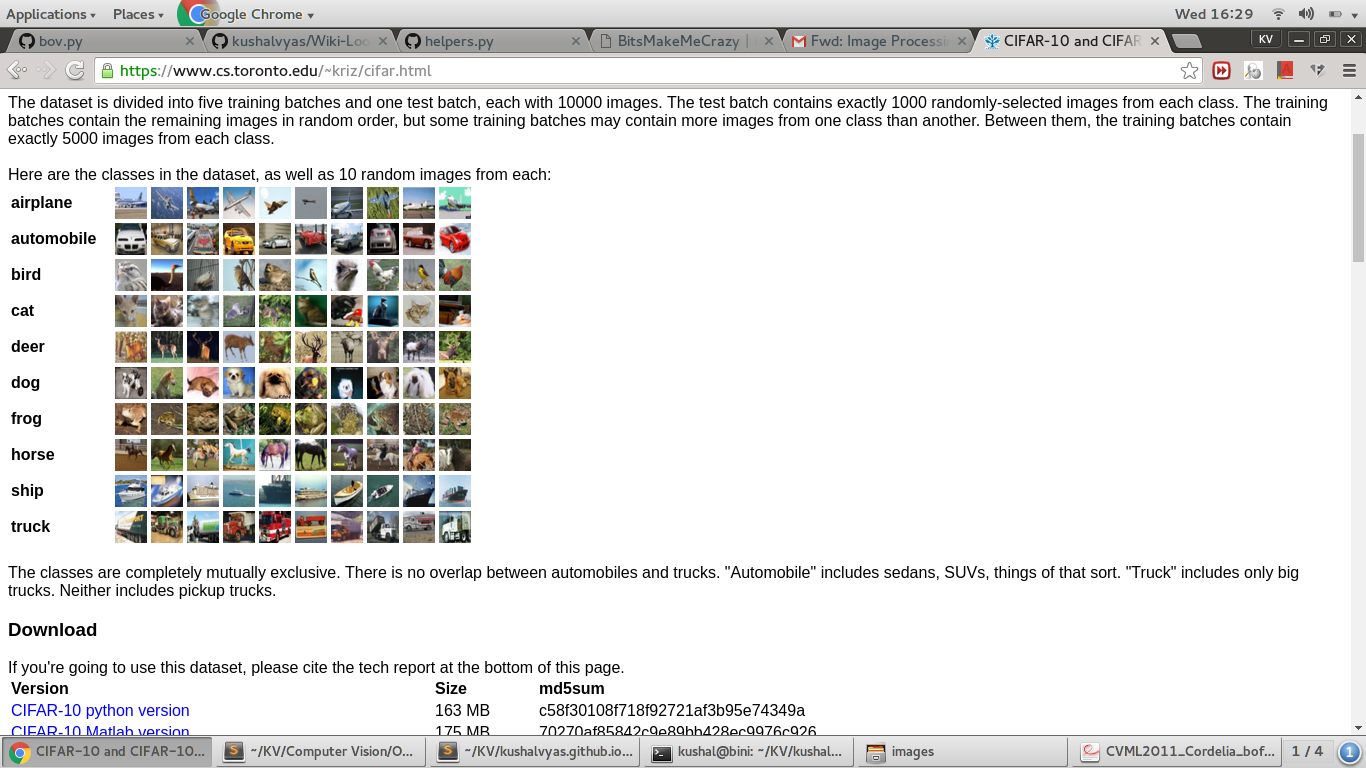 Applications Places Google Chrome Wed 16:29
bov.py kushalvyas/Wiki-Loo helpers.py BitsMakeMeCrazy | Fwd: Image Processi CIFAR-10 and CIFAR KV
https://www.cs.toronto.edu/~kriz/cifar.html
The dataset is divided into five training batches and one test batch, each with 10000 images. The test batch contains exactly 1000 randomly-selected images from each class. The training
batches contain the remaining images in random order, but some training batches may contain more images from one class than another. Between them, the training batches contain
exactly 5000 images from each class.
Here are the classes in the dataset, as well as 10 random images from each:
airplane
automobile
bird
cat
deer
dog
frog
horse
ship
truck
The classes are completely mutually exclusive. There is no overlap between automobiles and trucks. "Automobile" includes sedans, SUVs, things of that sort. "Truck" includes only big
trucks. Neither includes pickup trucks.
Download
If you're going to use this dataset, please cite the tech report at the bottom of this page.
Version Size md5sum
CIFAR-10 python version 163 MB c58f30108f718f92721af3b95e74349a
CIFAR-10 Matlab version 175 MB 70270af85842c9e89bb428ec9976c926
CIFAR-10 and CIFAR-10... ~/KV/Computer Vision/O... ~/KV/kushalvyas.github.io... kushal@bini: ~/KV/kushal... images CVML2011_Cordelia_bof... 1 / 4 1